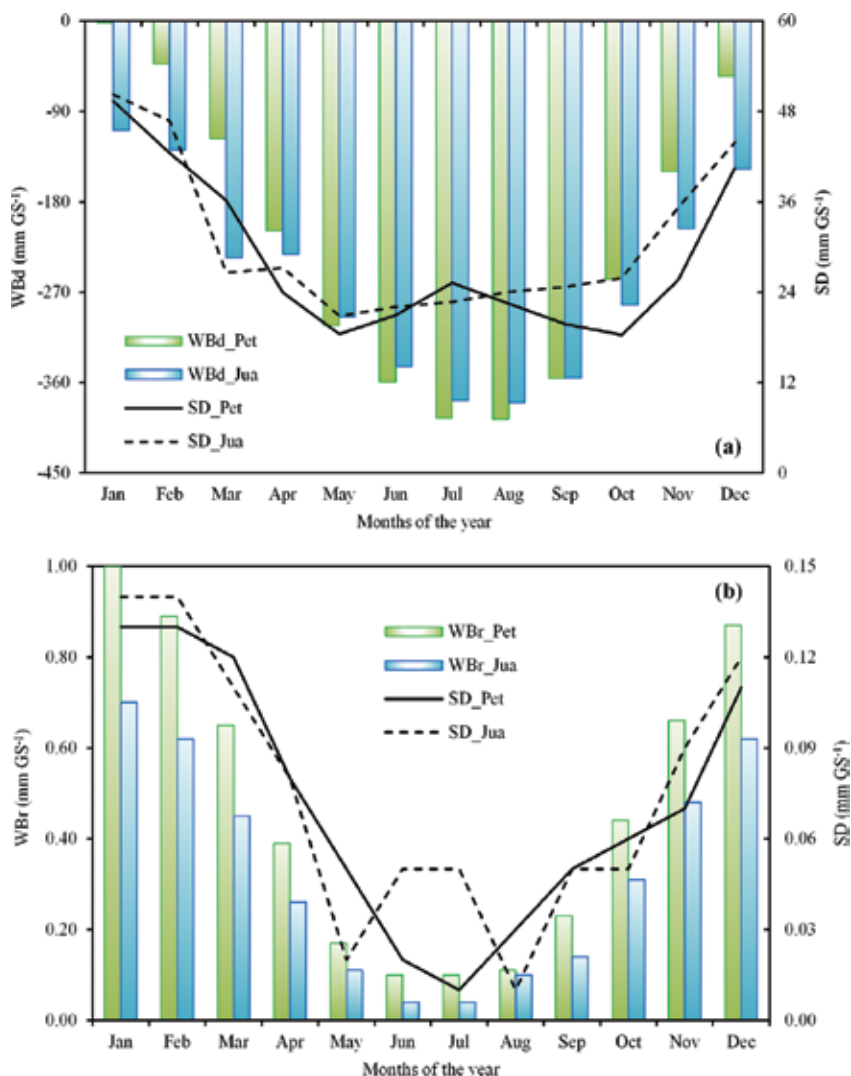 0
-90
-180
-270
-360
-450
WBd (mm GS⁻¹)
60
48
36
24
12
0
SD (mm GS⁻¹)
WBd_Pet
WBd_Jua
SD_Pet
SD_Jua
(a)
Jan Feb Mar Apr May Jun Jul Aug Sep Oct Nov Dec
Months of the year
1.00
0.80
0.60
0.40
0.20
0.00
WBr (mm GS⁻¹)
0.15
0.12
0.09
0.06
0.03
0.00
SD (mm GS⁻¹)
(b)
WBr_Pet
WBr_Jua
SD_Pet
SD_Jua
Jan Feb Mar Apr May Jun Jul Aug Sep Oct Nov Dec
Months of the year